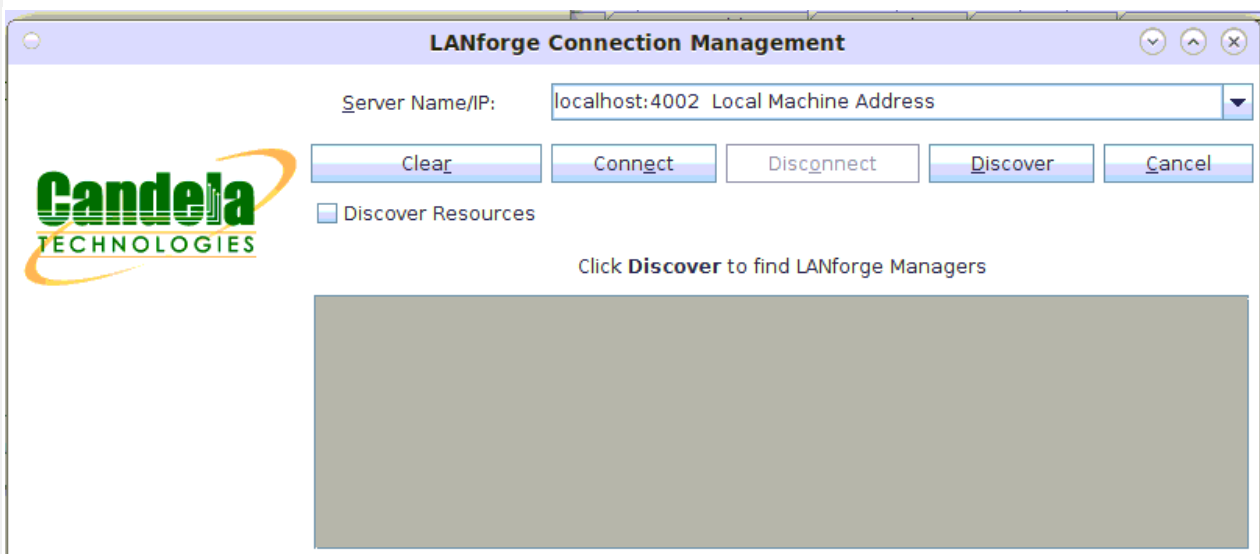 LANforge Connection Management
Server Name/IP: localhost:4002 Local Machine Address
Clear Connect Disconnect Discover Cancel
Discover Resources
Candela
TECHNOLOGIES
Click Discover to find LANforge Managers